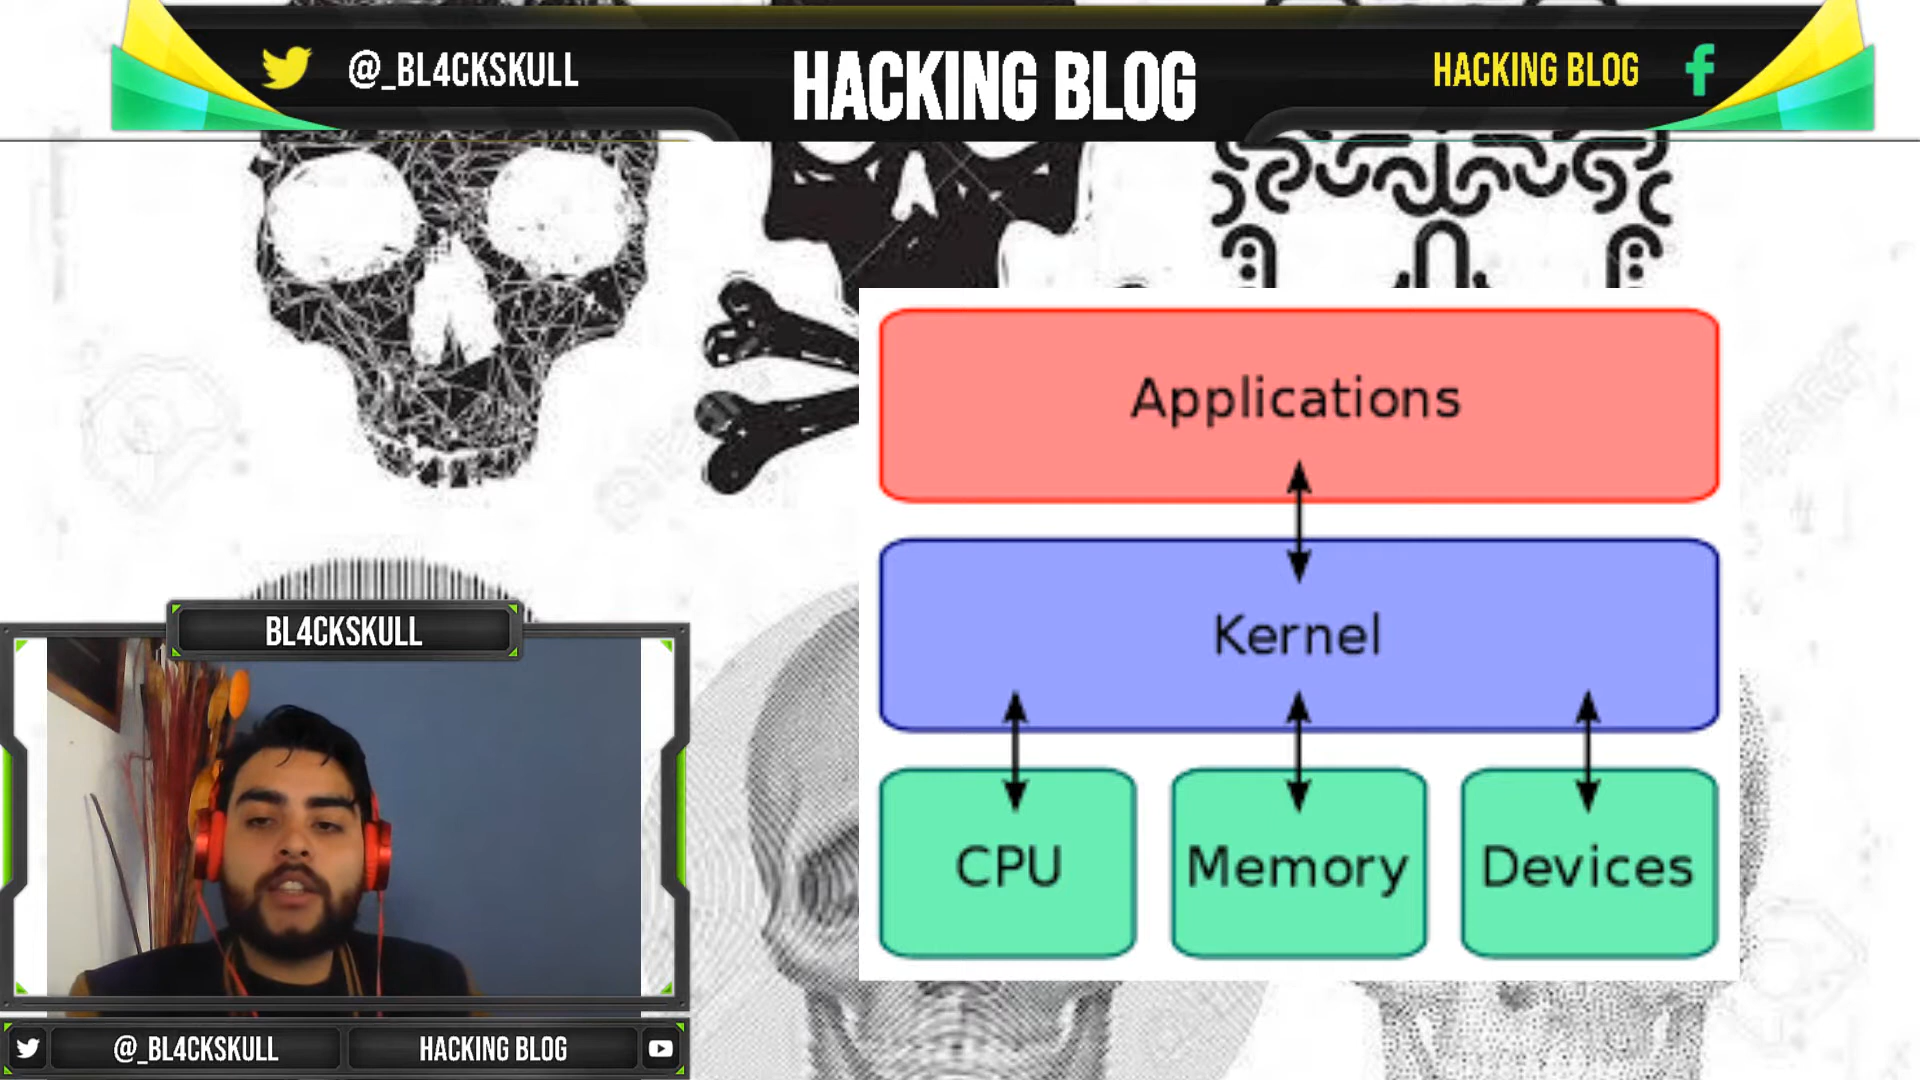 @_BL4CKSKULL
HACKING BLOG
HACKING BLOG
Applications
Kernel
CPU
Memory
Devices
BL4CKSKULL
@_BL4CKSKULL
HACKING BLOG